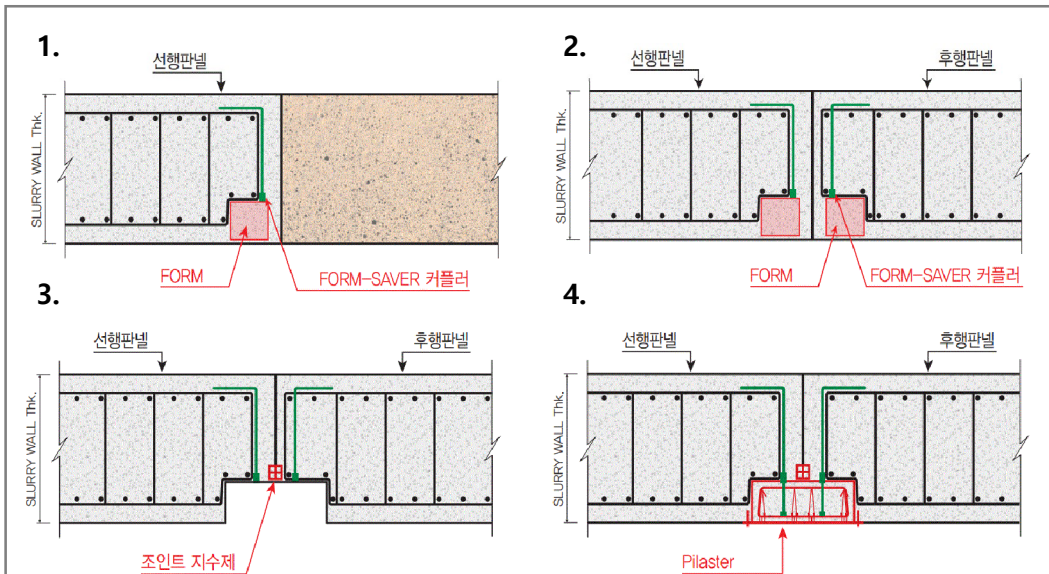 1.
선행판넬
SLURRY WALL Thk.
FORM
FORM-SAVER 커플러
2.
선행판넬
후행판넬
SLURRY WALL Thk.
FORM
FORM-SAVER 커플러
3.
선행판넬
후행판넬
SLURRY WALL Thk.
조인트 지수제
4.
선행판넬
후행판넬
SLURRY WALL Thk.
Pilaster